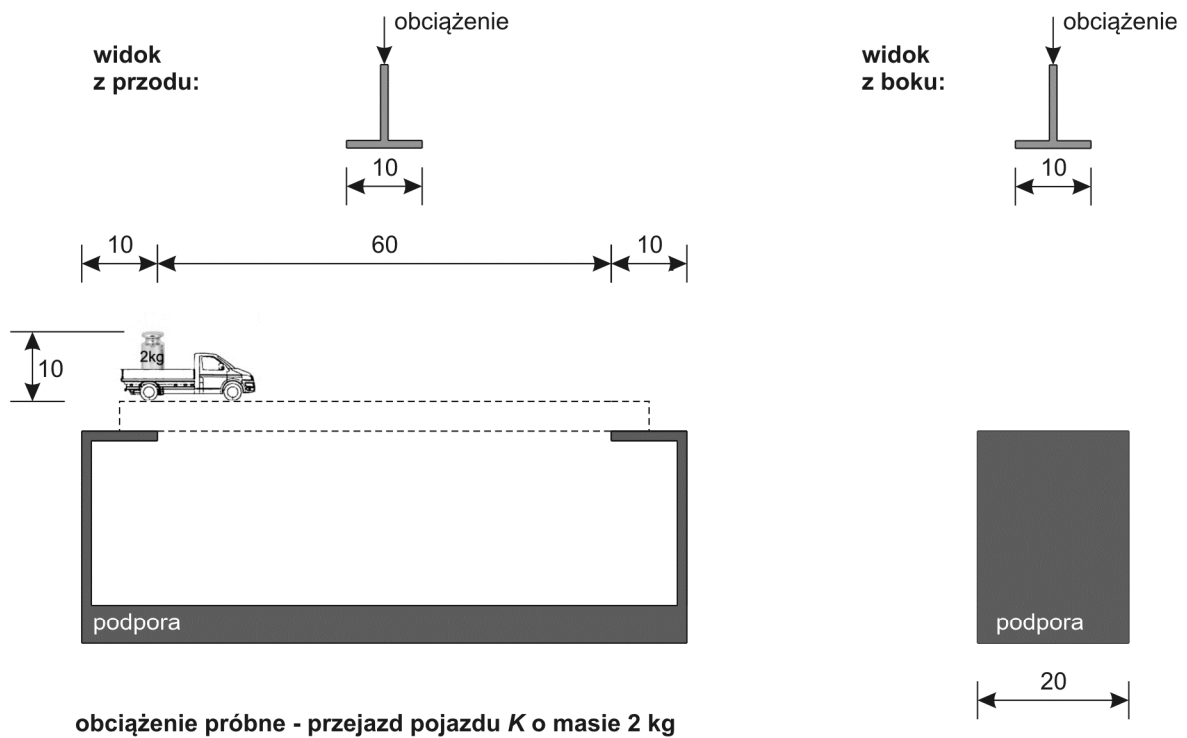 obciążenie
widok
z przodu:
10
obciążenie
widok
z boku:
10
10
60
10
10
2kg
podpora
podpora
20
obciążenie próbne - przejazd pojazdu K o masie 2 kg